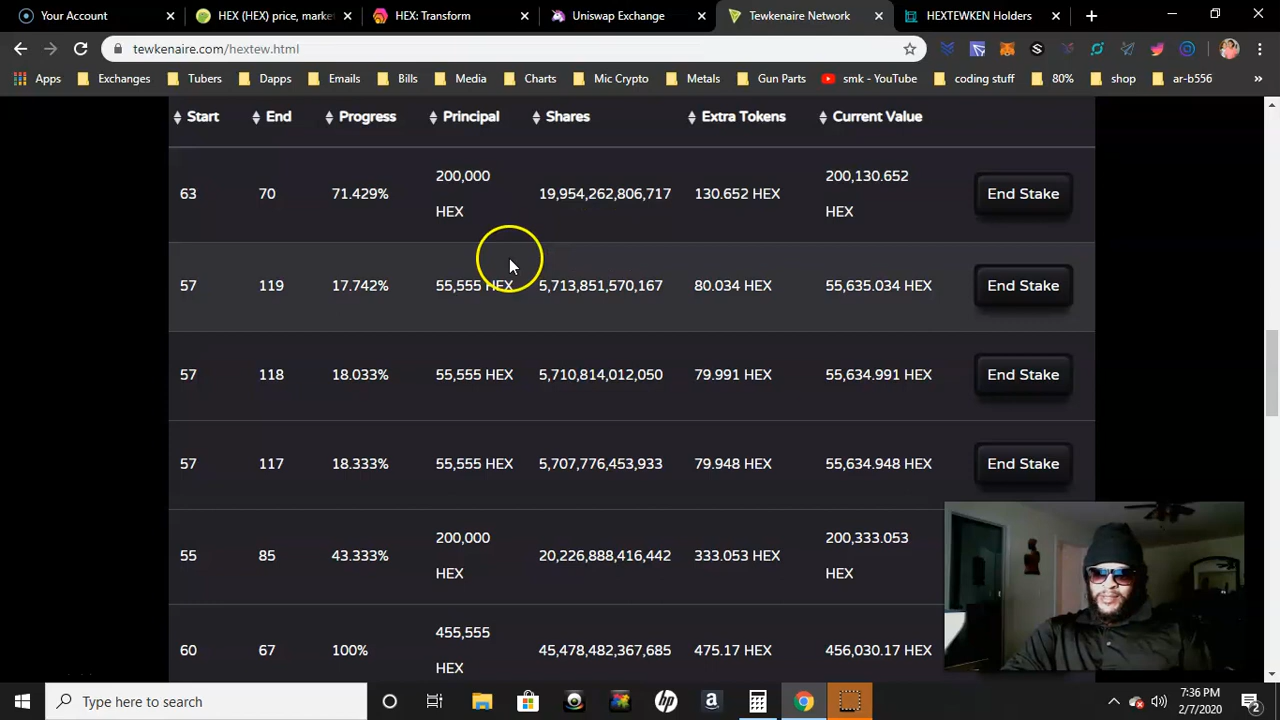 Your Account
HEX (HEX) price, marke
HEX: Transform
Uniswap Exchange
Tewkenaire Network
HEXTEWKEN Holders
tewkenaire.com/hextew.html
Apps Exchanges Tubers Dapps Emails Bills Media Charts Mic Crypto Metals Gun Parts smk - YouTube coding stuff 80% shop ar-b556 »
Start End Progress Principal Shares Extra Tokens Current Value
63 70 71.429% 200,000 HEX 19,954,262,806,717 130.652 HEX 200,130.652 HEX End Stake
57 119 17.742% 55,555 HEX 5,713,851,570,167 80.034 HEX 55,635.034 HEX End Stake
57 118 18.033% 55,555 HEX 5,710,814,012,050 79.991 HEX 55,634.991 HEX End Stake
57 117 18.333% 55,555 HEX 5,707,776,453,933 79.948 HEX 55,634.948 HEX End Stake
55 85 43.333% 200,000 HEX 20,226,888,416,442 333.053 HEX 200,333.053 HEX
60 67 100% 455,555 HEX 45,478,482,367,685 475.17 HEX 456,030.17 HEX
Type here to search
hp
a
7:36 PM
2/7/2020
2